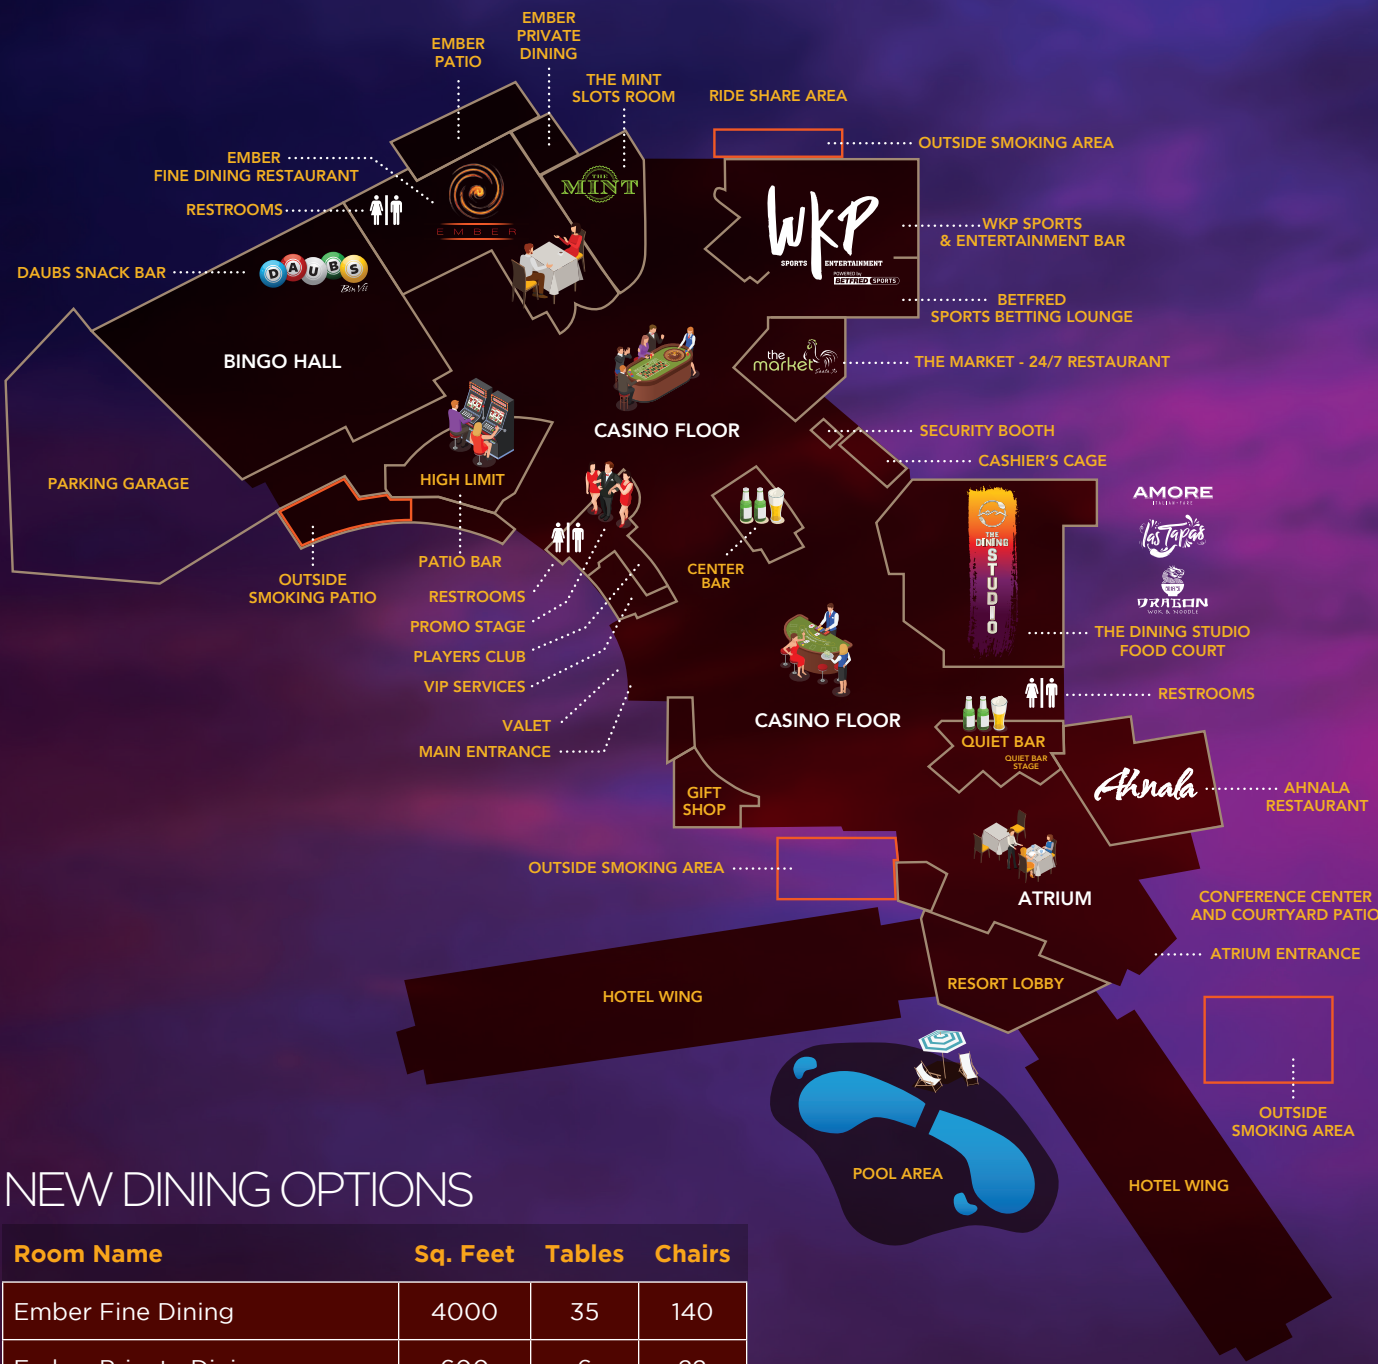 EMBER
PRIVATE
DINING
EMBER
PATIO
THE MINT
SLOTS ROOM
RIDE SHARE AREA
OUTSIDE SMOKING AREA
EMBER
FINE DINING RESTAURANT
RESTROOMS
EMBER
THE
MINT
WKP
SPORTS ENTERTAINMENT
POWERED by
BETFRED SPORTS
WKP SPORTS
& ENTERTAINMENT BAR
DAUBS SNACK BAR
DAUBS
BETFRED
SPORTS BETTING LOUNGE
BINGO HALL
the
market
THE MARKET - 24/7 RESTAURANT
CASINO FLOOR
SECURITY BOOTH
CASHIER'S CAGE
PARKING GARAGE
HIGH LIMIT
AMORE
las Tapas
DRAGON
WOK & NOODLE
THE
DINING
STUDIO
PATIO BAR
CENTER
BAR
OUTSIDE
SMOKING PATIO
RESTROOMS
PROMO STAGE
PLAYERS CLUB
VIP SERVICES
VALET
MAIN ENTRANCE
THE DINING STUDIO
FOOD COURT
RESTROOMS
CASINO FLOOR
QUIET BAR
QUIET BAR
STAGE
Ahnala
AHNALA
RESTAURANT
GIFT
SHOP
OUTSIDE SMOKING AREA
ATRIUM
CONFERENCE CENTER
AND COURTYARD PATIO
ATRIUM ENTRANCE
RESORT LOBBY
HOTEL WING
OUTSIDE
SMOKING AREA
POOL AREA
HOTEL WING
NEW DINING OPTIONS
Room Name Sq. Feet Tables Chairs
Ember Fine Dining 4000 35 140